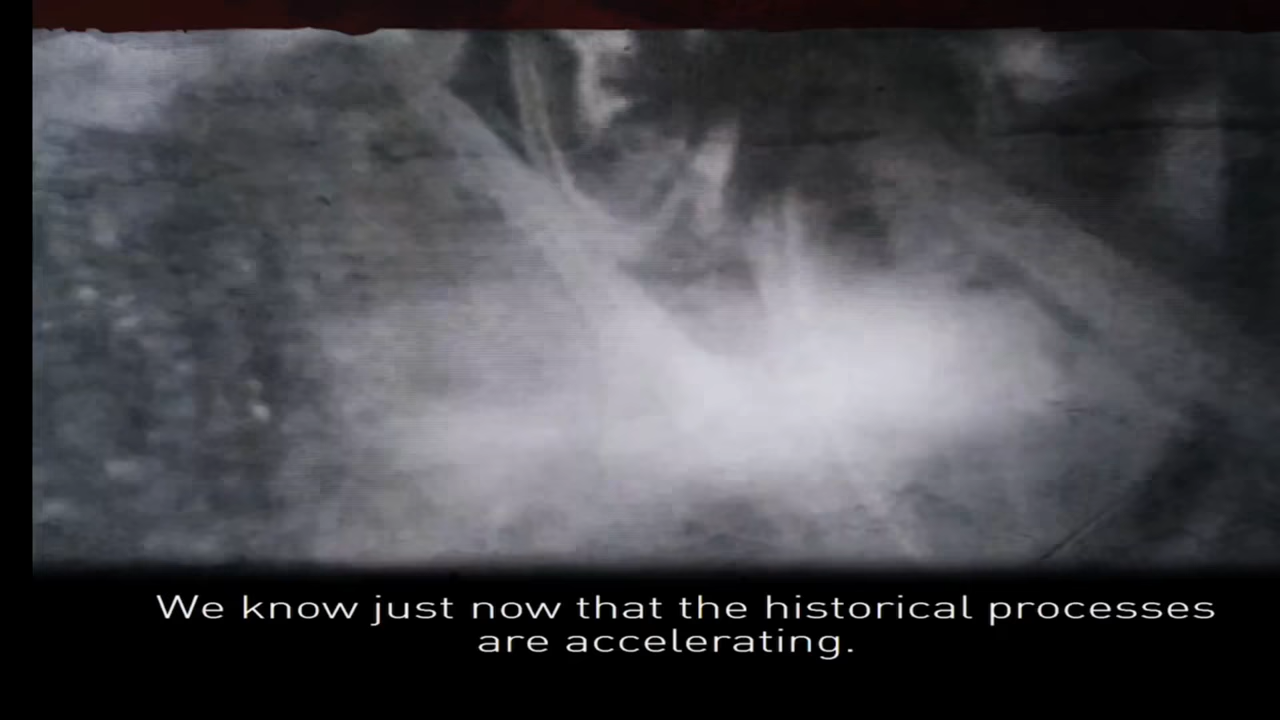 We know just now that the historical processes
are accelerating.